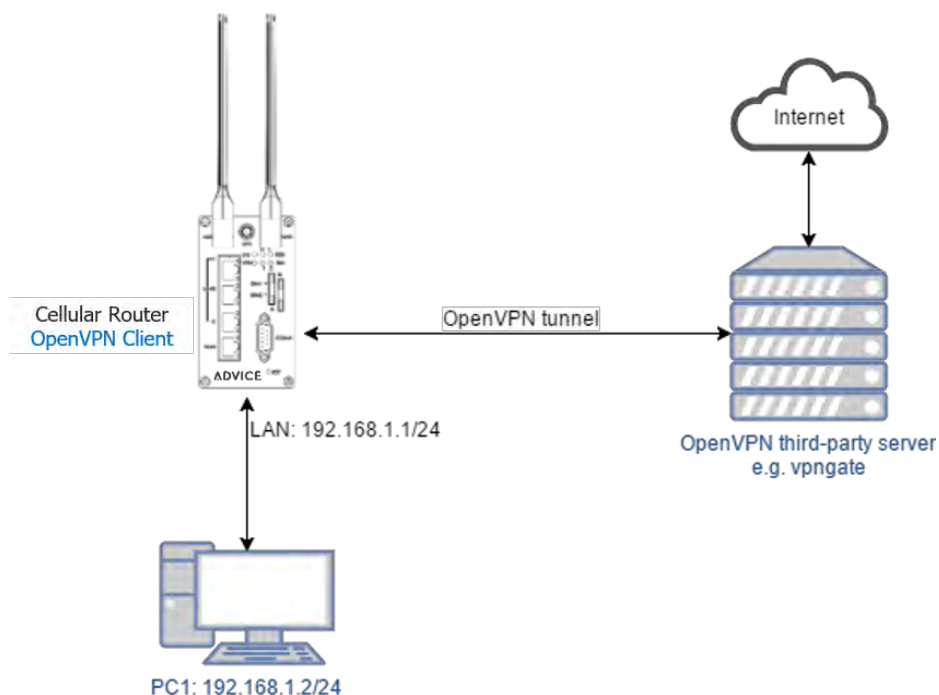 Internet
Cellular Router
OpenVPN Client
OpenVPN tunnel
ADVICE
LAN: 192.168.1.1/24
OpenVPN third-party server
e.g. vpngate
PC1: 192.168.1.2/24